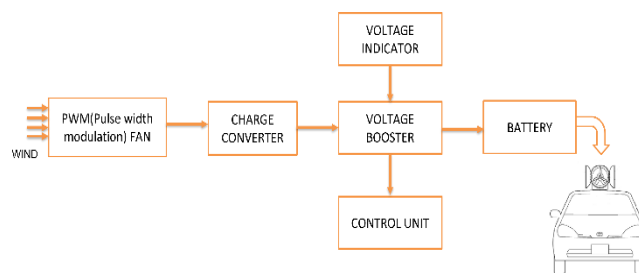 VOLTAGE
INDICATOR
WIND
PWM(Pulse width
modulation) FAN
CHARGE
CONVERTER
VOLTAGE
BOOSTER
BATTERY
CONTROL UNIT